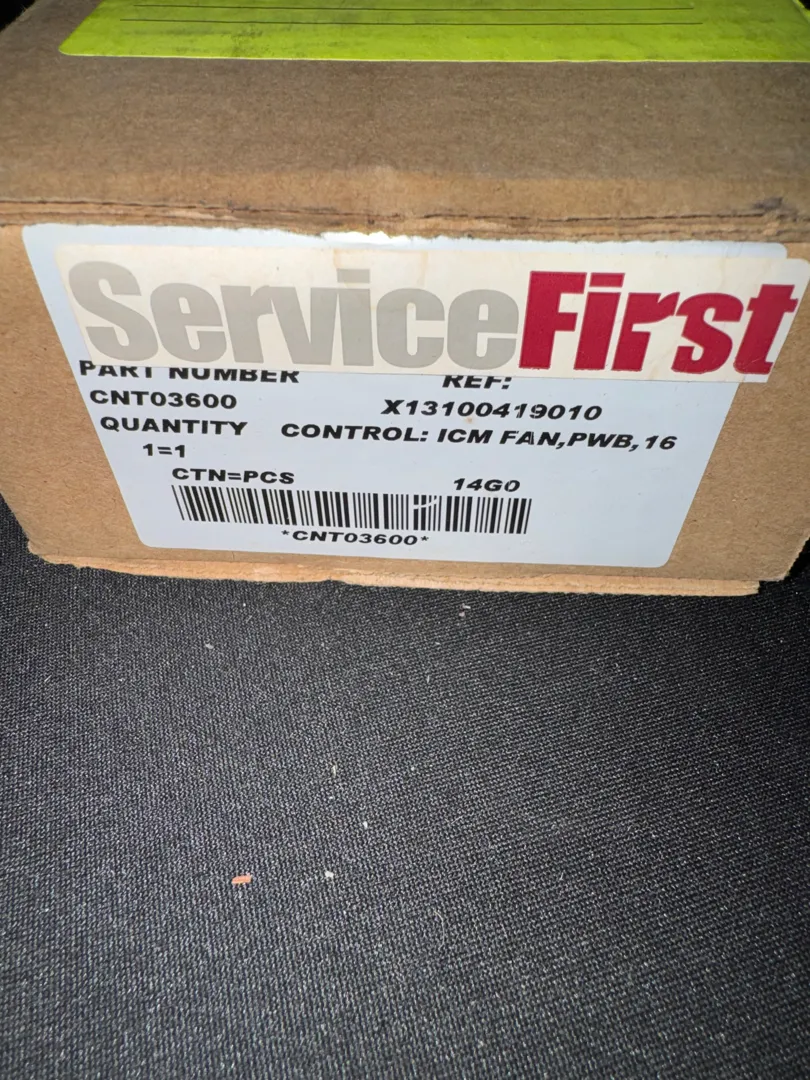 ServiceFirst
PART NUMBER REF:
CNT03600 X13100419010
QUANTITY CONTROL: ICM FAN,PWB,16
1=1
CTN=PCS 14G0
*CNT03600*